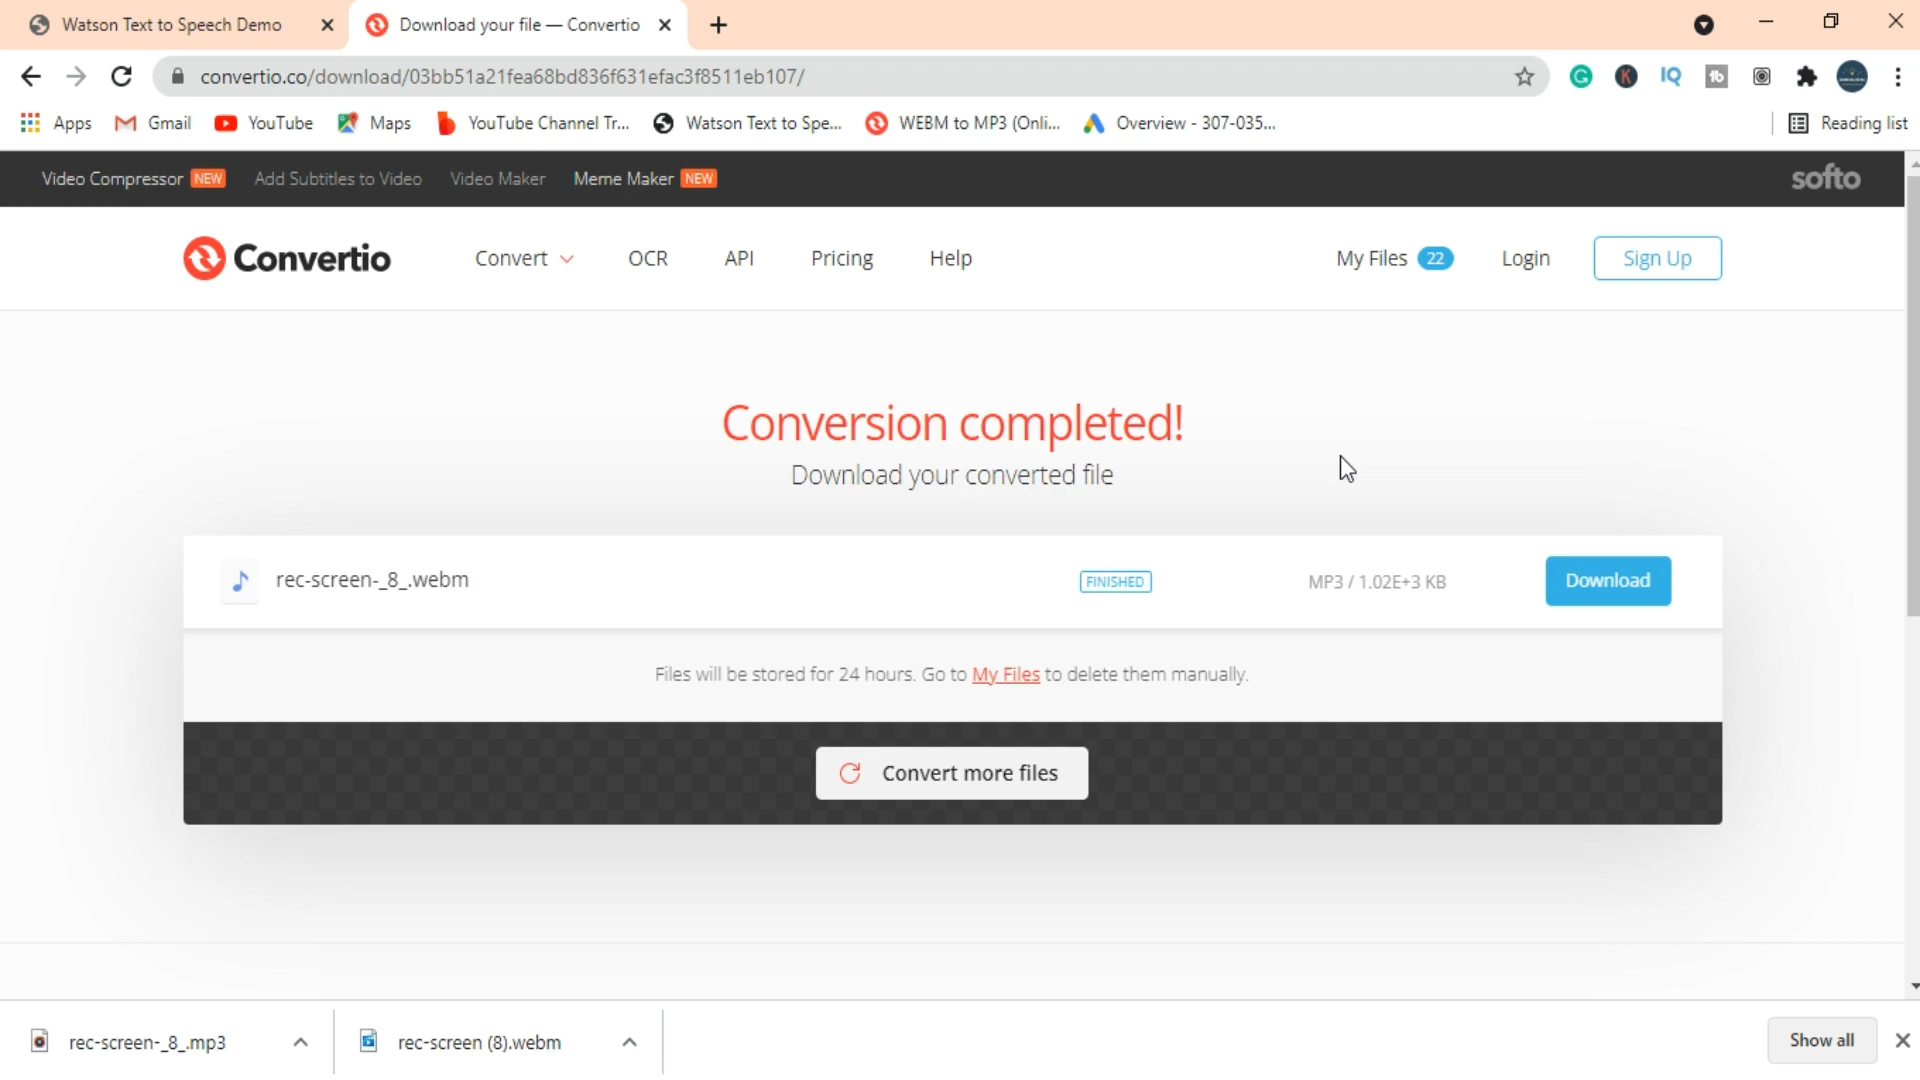 Watson Text to Speech Demo
Download your file — Convertio
convertio.co/download/03bb51a21fea68bd836f631efac3f8511eb107/
Apps
Gmail
YouTube
Maps
YouTube Channel Tr...
Watson Text to Spe...
WEBM to MP3 (Onli...
Overview - 307-035...
Reading list
Video Compressor NEW
Add Subtitles to Video
Video Maker
Meme Maker NEW
softo
Convertio
Convert
OCR
API
Pricing
Help
My Files 22
Login
Sign Up
Conversion completed!
Download your converted file
rec-screen-_8_.webm
FINISHED
MP3 / 1.02E+3 KB
Download
Files will be stored for 24 hours. Go to My Files to delete them manually.
Convert more files
rec-screen-_8_.mp3
rec-screen (8).webm
Show all